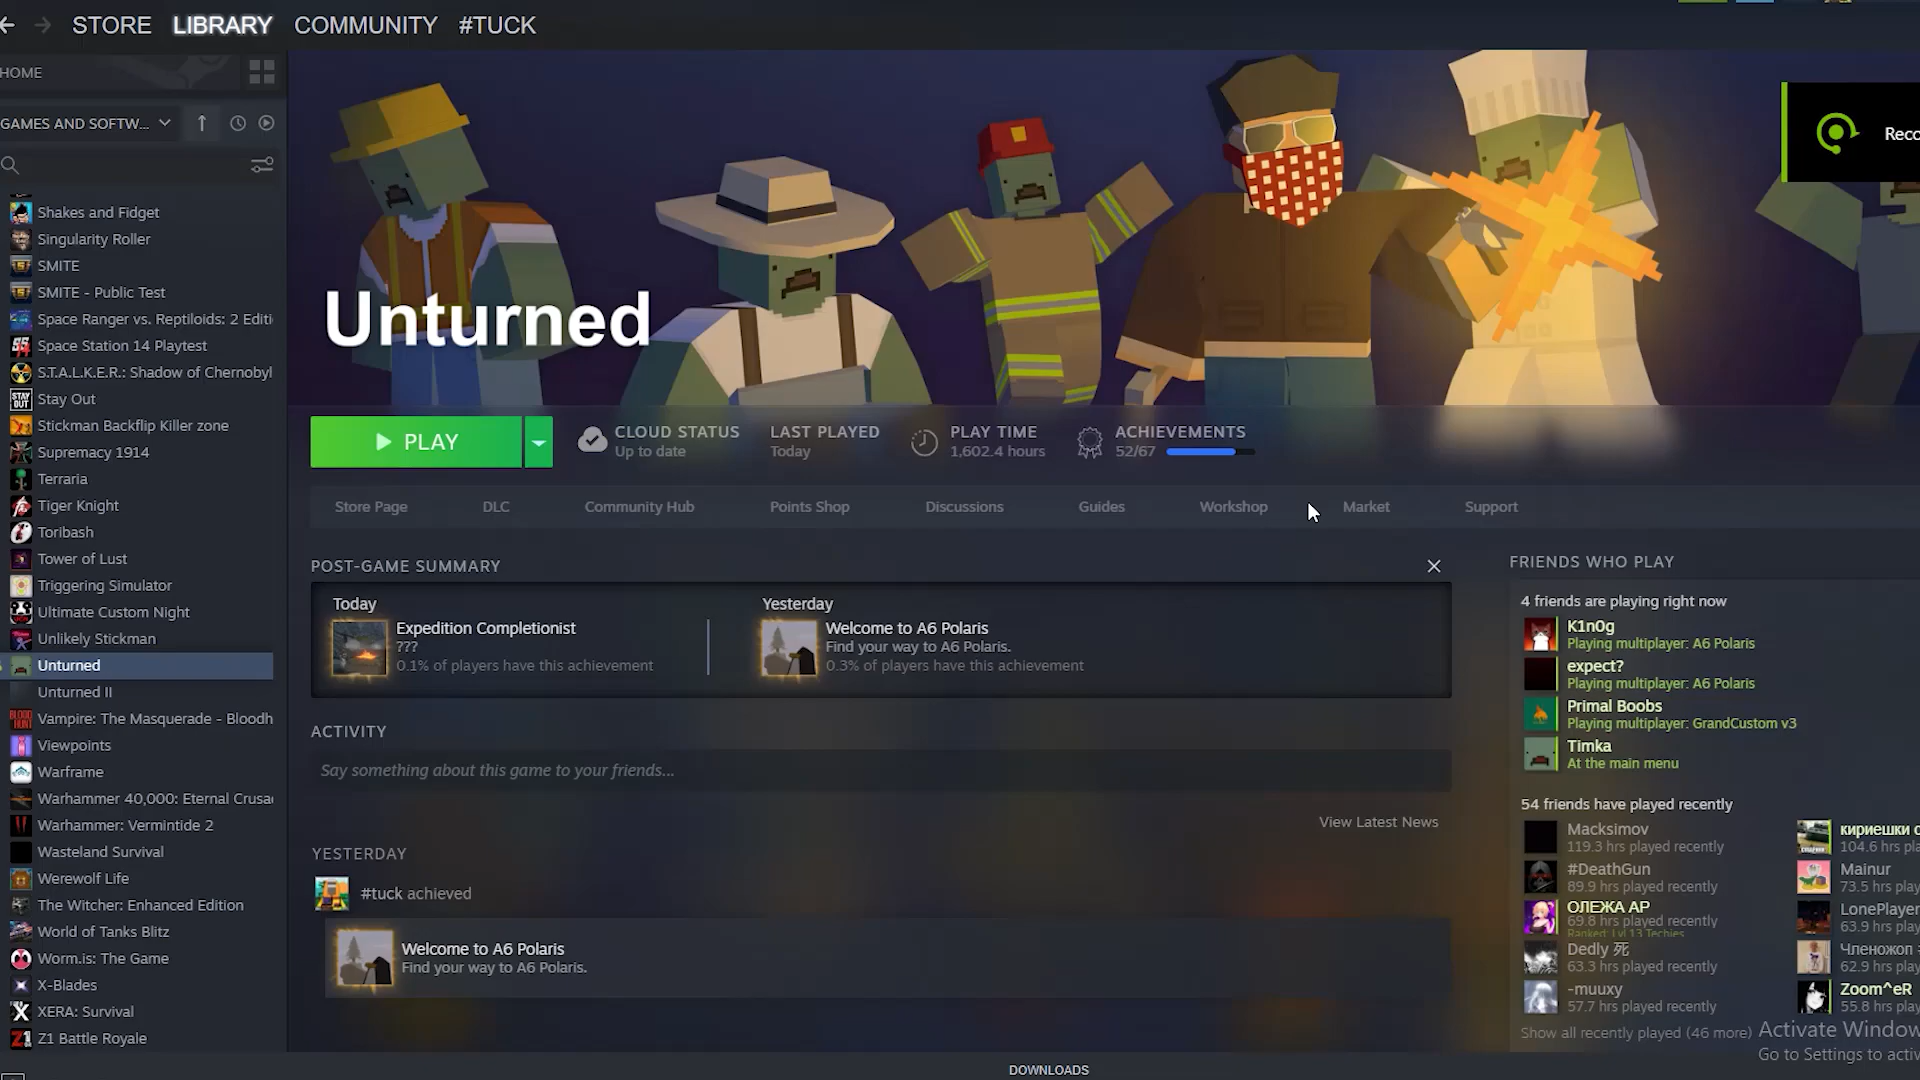 STORE LIBRARY COMMUNITY #TUCK
HOME
GAMES AND SOFTW...
Shakes and Fidget
Singularity Roller
SMITE
SMITE - Public Test
Space Ranger vs. Reptiloids: 2 Editi
Space Station 14 Playtest
S.T.A.L.K.E.R.: Shadow of Chernobyl
Stay Out
Stickman Backflip Killer zone
Supremacy 1914
Terraria
Tiger Knight
Toribash
Tower of Lust
Triggering Simulator
Ultimate Custom Night
Unlikely Stickman
Unturned
Unturned II
Vampire: The Masquerade - Bloodh
Viewpoints
Warframe
Warhammer 40,000: Eternal Crusa
Warhammer: Vermintide 2
Wasteland Survival
Werewolf Life
The Witcher: Enhanced Edition
World of Tanks Blitz
Worm.is: The Game
X-Blades
XERA: Survival
Z1 Battle Royale
Reco
Unturned
PLAY
CLOUD STATUS
Up to date
LAST PLAYED
Today
PLAY TIME
1,602.4 hours
ACHIEVEMENTS
52/67
Store Page DLC Community Hub Points Shop Discussions Guides Workshop Market Support
POST-GAME SUMMARY
Today
Expedition Completionist
???
0.1% of players have this achievement
Yesterday
Welcome to A6 Polaris
Find your way to A6 Polaris.
0.3% of players have this achievement
ACTIVITY
Say something about this game to your friends...
View Latest News
YESTERDAY
#tuck achieved
Welcome to A6 Polaris
Find your way to A6 Polaris.
FRIENDS WHO PLAY
4 friends are playing right now
K1n0g
Playing multiplayer: A6 Polaris
expect?
Playing multiplayer: A6 Polaris
Primal Boobs
Playing multiplayer: GrandCustom v3
Timka
At the main menu
54 friends have played recently
Macksimov
119.3 hrs played recently
#DeathGun
89.9 hrs played recently
ОЛЕЖА АР
69.8 hrs played recently
Ranked: Lvl 13 Techies
Dedly 死
63.3 hrs played recently
-muuxy
57.7 hrs played recently
кириешки с
104.6 hrs pla
Mainur
73.5 hrs play
LonePlayer
63.9 hrs play
Членожоп
62.9 hrs play
Zoom^eR
55.8 hrs play
Show all recently played (46 more)
Activate Window
Go to Settings to activ
DOWNLOADS